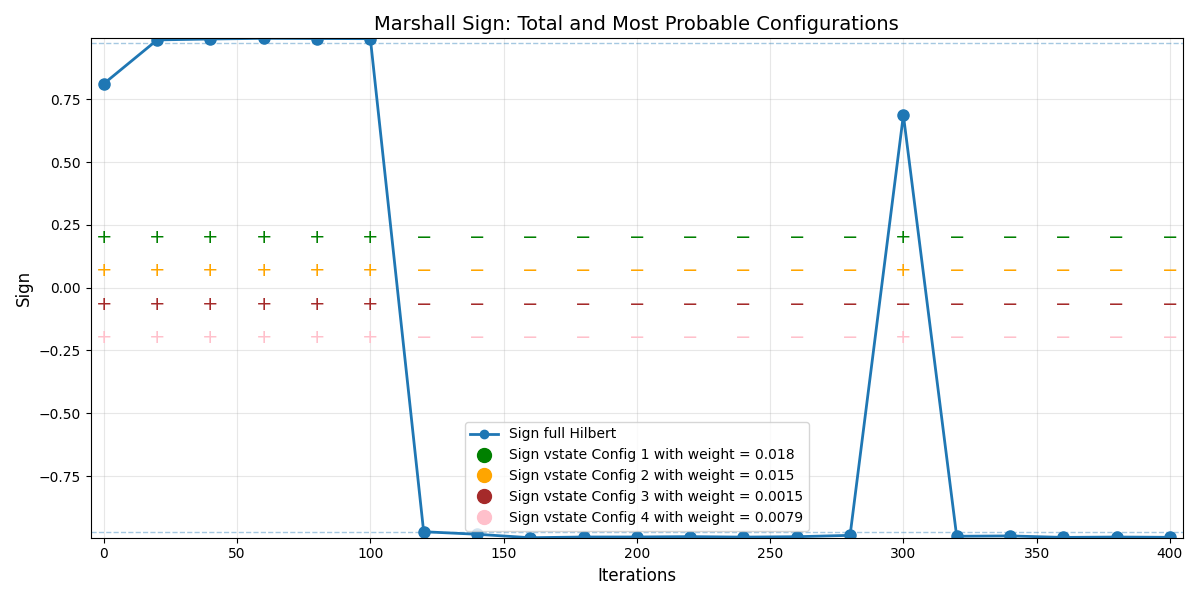 Marshall Sign: Total and Most Probable Configurations
Sign
0.75
0.50
0.25
0.00
−0.25
−0.50
−0.75
+ + + + + + − − − − − − − − − + − − − − −
+ + + + + + − − − − − − − − − + − − − − −
+ + + + + + − − − − − − − − − − − − − − −
+ + + + + + − − − − − − − − − + − − − − −
Sign full Hilbert
Sign vstate Config 1 with weight = 0.018
Sign vstate Config 2 with weight = 0.015
Sign vstate Config 3 with weight = 0.0015
Sign vstate Config 4 with weight = 0.0079
0 50 100 150 200 250 300 350 400
Iterations